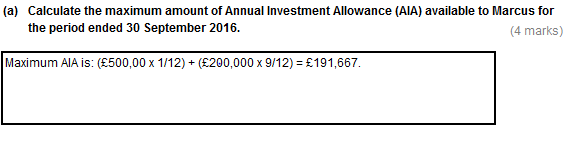 (a) Calculate the maximum amount of Annual Investment Allowance (AIA) available to Marcus for
the period ended 30 September 2016.
(4 marks)
Maximum AIA is: (£500,00 x 1/12) + (£200,000 x 9/12) = £191,667.